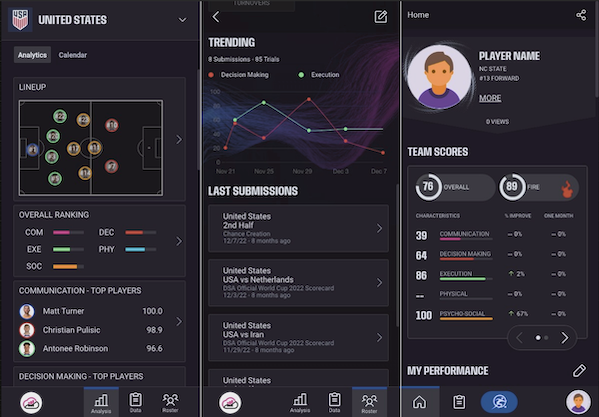 USA
UNITED STATES
Analytics
Calendar
LINEUP
OVERALL RANKING
COM
DEC
EXE
PHY
SOC
COMMUNICATION - TOP PLAYERS
Matt Turner 100.0
Christian Pulisic 98.9
Antonee Robinson 96.6
DECISION MAKING - TOP PLAYERS
Analysis
Data
Roster
TURNOVERS
TRENDING
8 Submissions · 85 Trials
Decision Making
Execution
100
80
60
40
20
0
Nov 21
Nov 25
Nov 29
Dec 3
Dec 7
LAST SUBMISSIONS
United States
2nd Half
Chance Creation
12/7/22 - 8 months ago
United States
USA vs Netherlands
DSA Official World Cup 2022 Scorecard
12/3/22 - 8 months ago
United States
USA vs Iran
DSA Official World Cup 2022 Scorecard
11/29/22 - 8 months ago
United States
Analysis
Data
Roster
Home
PLAYER NAME
NC STATE
#13 FORWARD
MORE
0 VIEWS
TEAM SCORES
76 OVERALL
89 FIRE
CHARACTERISTICS % IMPROVE ONE MONTH
39 COMMUNICATION -- 0% -- 0%
64 DECISION MAKING -- 0% -- 0%
86 EXECUTION 2% -- 0%
-- PHYSICAL -- 0% -- 0%
100 PSYCHO-SOCIAL 67% -- 0%
MY PERFORMANCE